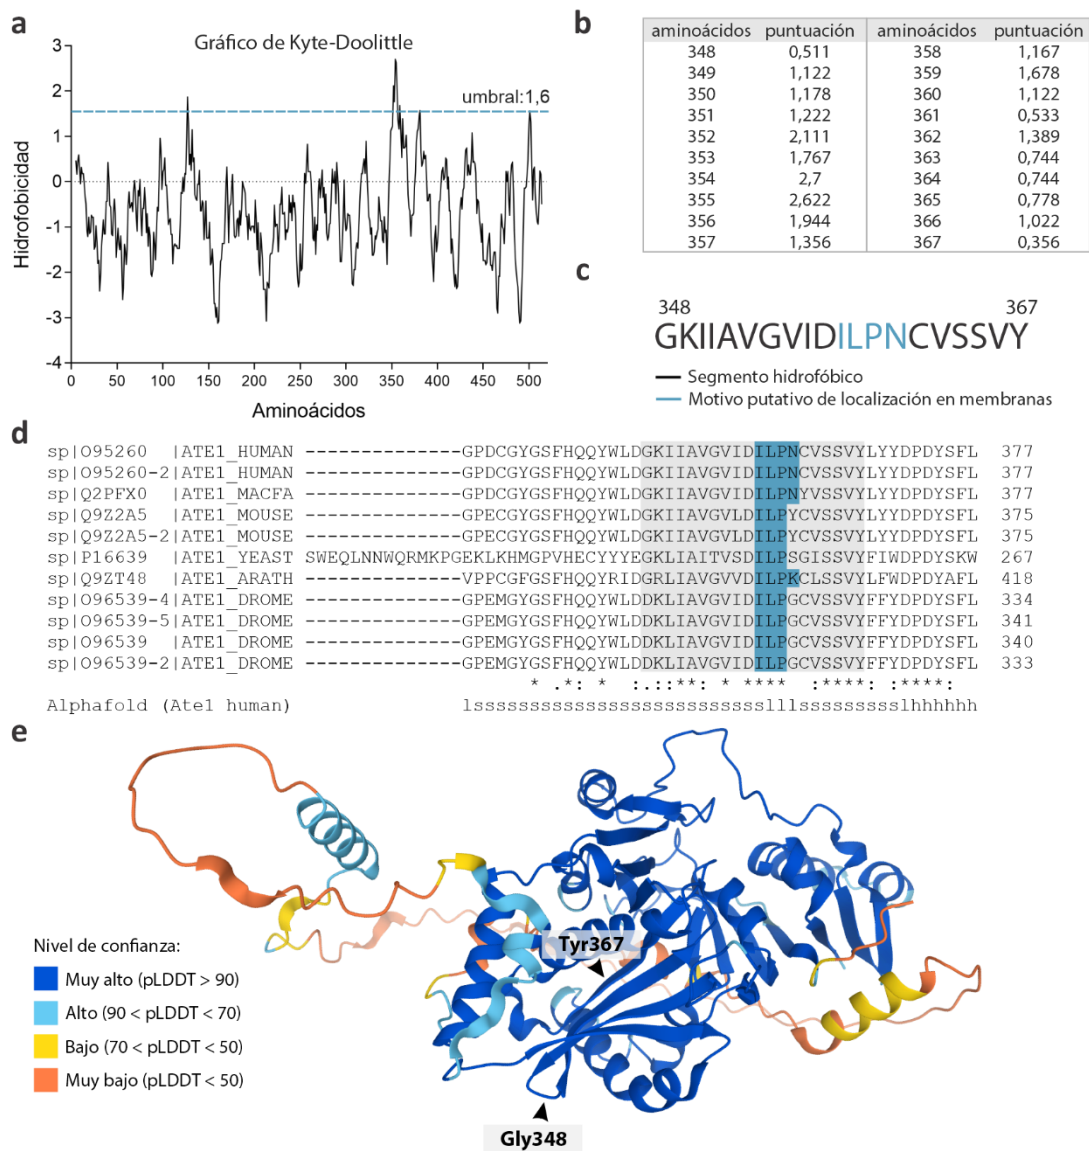 a
Gráfico de Kyte-Doolittle
3
2
1
0
-1
-2
-3
-4
umbral:1,6
Hidrofobicidad
0 50 100 150 200 250 300 350 400 450 500
Aminoácidos
b
aminoácidos puntuación aminoácidos puntuación
348 0,511 358 1,167
349 1,122 359 1,678
350 1,178 360 1,122
351 1,222 361 0,533
352 2,111 362 1,389
353 1,767 363 0,744
354 2,7 364 0,744
355 2,622 365 0,778
356 1,944 366 1,022
357 1,356 367 0,356
c
348 367
GKIIAVGVIDILPNCVSSVY
Segmento hidrofóbico
Motivo putativo de localización en membranas
d
sp|O95260 |ATE1_HUMAN ---------------GPDCGYGSFHQQYWLDGKIIAVGVIDILPNCVSSVYLYYDPDYSFL 377
sp|O95260-2|ATE1_HUMAN ---------------GPDCGYGSFHQQYWLDGKIIAVGVIDILPNCVSSVYLYYDPDYSFL 377
sp|Q2PFX0 |ATE1_MACFA ---------------GPDCGYGSFHQQYWLDGKIIAVGVIDILPNYVSSVYLYYDPDYSFL 377
sp|Q9Z2A5 |ATE1_MOUSE ---------------GPECGYGSFHQQYWLDGKIIAVGVLDILPYCVSSVYLYYDPDYSFL 375
sp|Q9Z2A5-2|ATE1_MOUSE ---------------GPECGYGSFHQQYWLDGKIIAVGVLDILPYCVSSVYLYYDPDYSFL 375
sp|P16639 |ATE1_YEAST SWEQLNNWQRMKPGEKLKHMGPVHECYYYEGKLIAITVSDILPSGISSVYFIWDPDYSKW 267
sp|Q9ZT48 |ATE1_ARATH ---------------VPPCGFGSFHQQYRIDGRLIAVGVVDILPKCLSSVYLFWDPDYAFL 418
sp|O96539-4|ATE1_DROME ---------------GPEMGYGSFHQQYWLDDKLIAVGVIDILPGCVSSVYFFYDPDYSFL 334
sp|O96539-5|ATE1_DROME ---------------GPEMGYGSFHQQYWLDDKLIAVGVIDILPGCVSSVYFFYDPDYSFL 341
sp|O96539 |ATE1_DROME ---------------GPEMGYGSFHQQYWLDDKLIAVGVIDILPGCVSSVYFFYDPDYSFL 340
sp|O96539-2|ATE1_DROME ---------------GPEMGYGSFHQQYWLDDKLIAVGVIDILPGCVSSVYFFYDPDYSFL 333
* .:*: * :.::**: * **** :****: :****:
Alphafold (Ate1 human) lsssssssssssssssssssssssssssslllssssssssslhhhhhh
e
Tyr367
Nivel de confianza:
Muy alto (pLDDT > 90)
Alto (90 < pLDDT < 70)
Bajo (70 < pLDDT < 50)
Muy bajo (pLDDT < 50)
Gly348